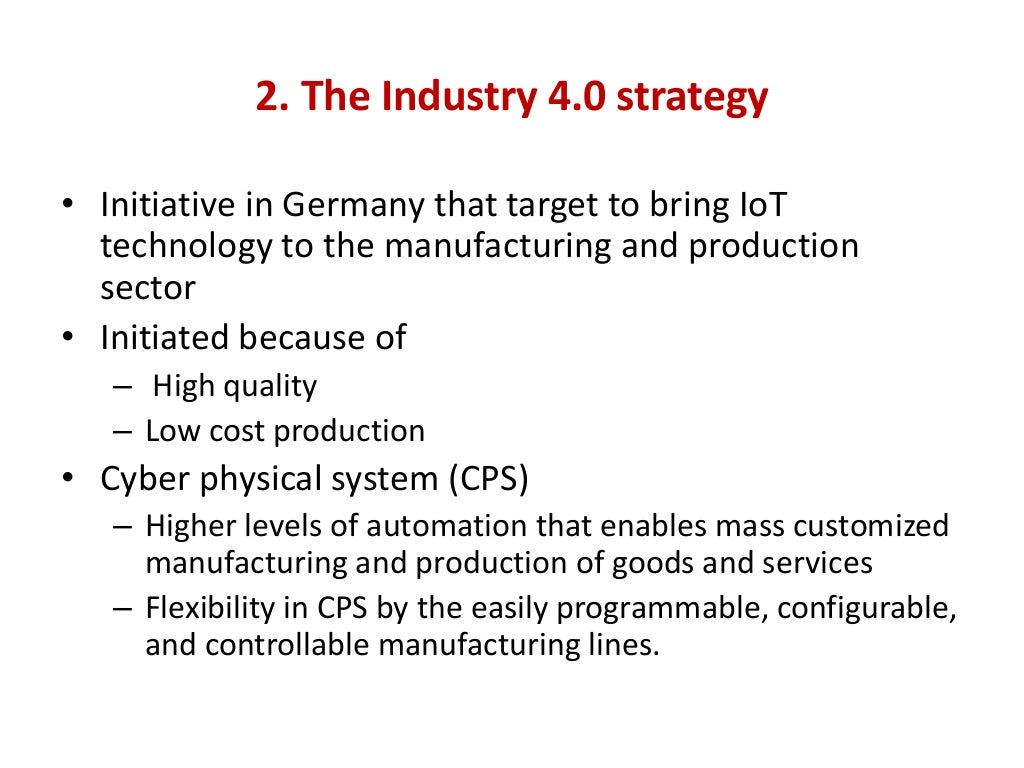 2. The Industry 4.0 strategy
• Initiative in Germany that target to bring IoT
technology to the manufacturing and production
sector
• Initiated because of
– High quality
– Low cost production
• Cyber physical system (CPS)
– Higher levels of automation that enables mass customized
manufacturing and production of goods and services
– Flexibility in CPS by the easily programmable, configurable,
and controllable manufacturing lines.